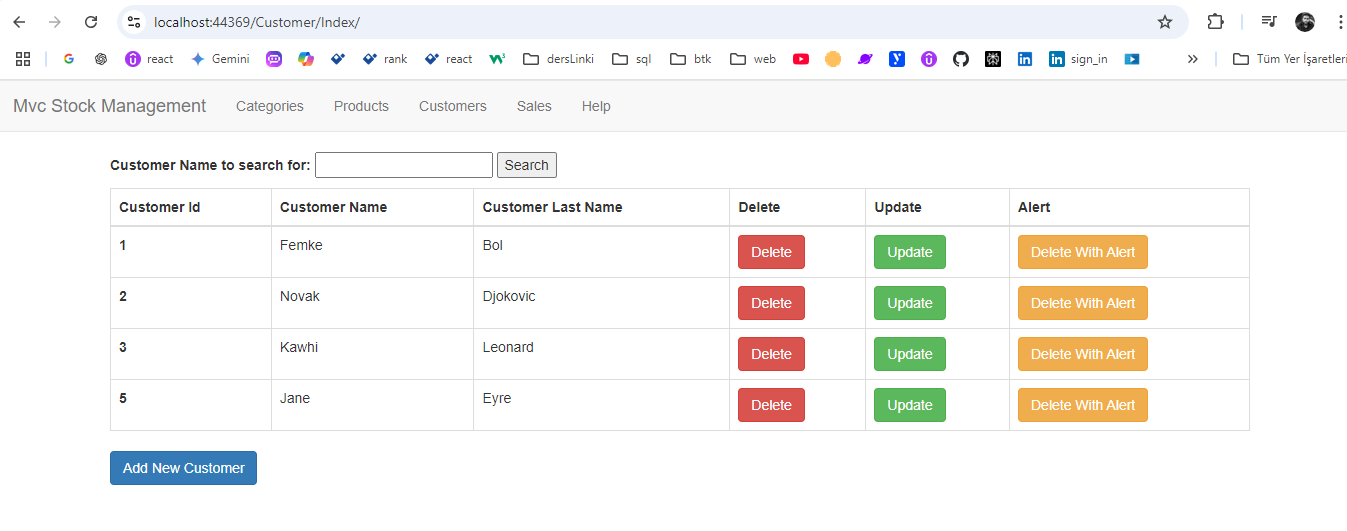 localhost:44369/Customer/Index/
react Gemini rank react dersLinki sql btk web sign_in Tüm Yer İşaretleri
Mvc Stock Management Categories Products Customers Sales Help
Customer Name to search for: Search
Customer Id Customer Name Customer Last Name Delete Update Alert
1 Femke Bol Delete Update Delete With Alert
2 Novak Djokovic Delete Update Delete With Alert
3 Kawhi Leonard Delete Update Delete With Alert
5 Jane Eyre Delete Update Delete With Alert
Add New Customer